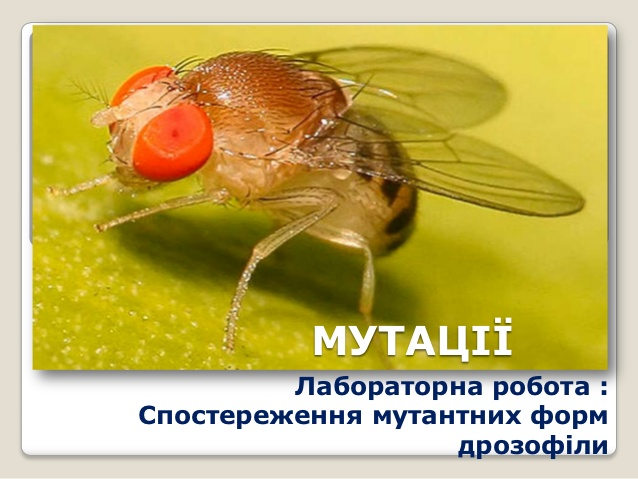 МУТАЦІЇ
Лабораторна робота :
Спостереження мутантних форм
дрозофіли